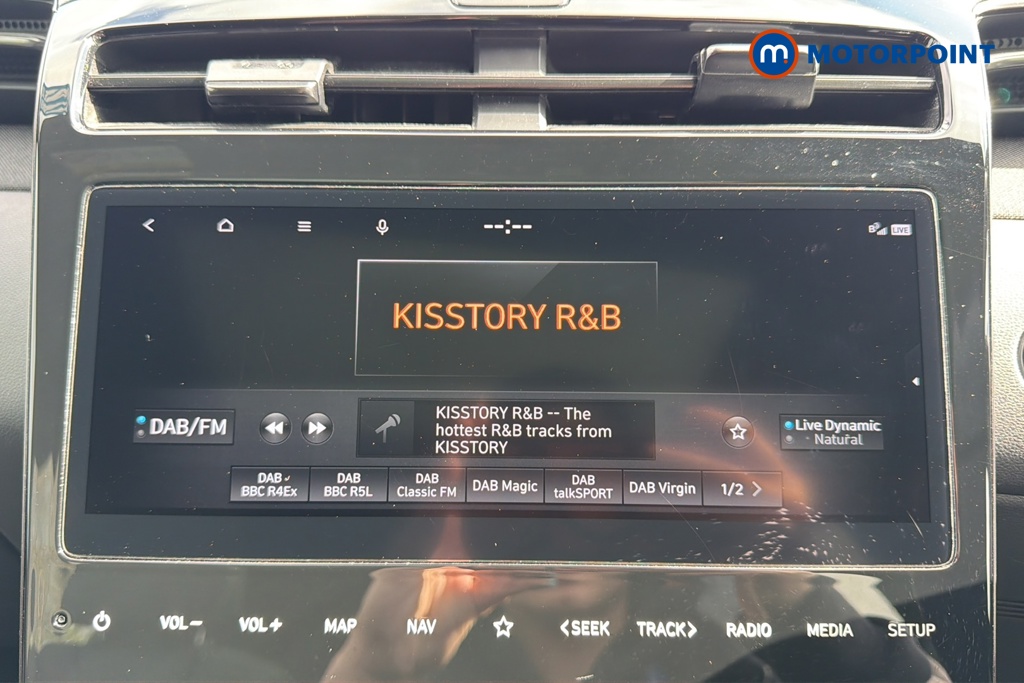 m. MOTORPOINT
--:--
LIVE
KISSTORY R&B
DAB/FM
KISSTORY R&B -- The
hottest R&B tracks from
KISSTORY
Live Dynamic
Natural
DAB
BBC R4Ex
DAB
BBC R5L
DAB
Classic FM
DAB Magic
DAB
talkSPORT
DAB Virgin
1/2 >
VOL-
VOL+
MAP
NAV
<SEEK
TRACK>
RADIO
MEDIA
SETUP